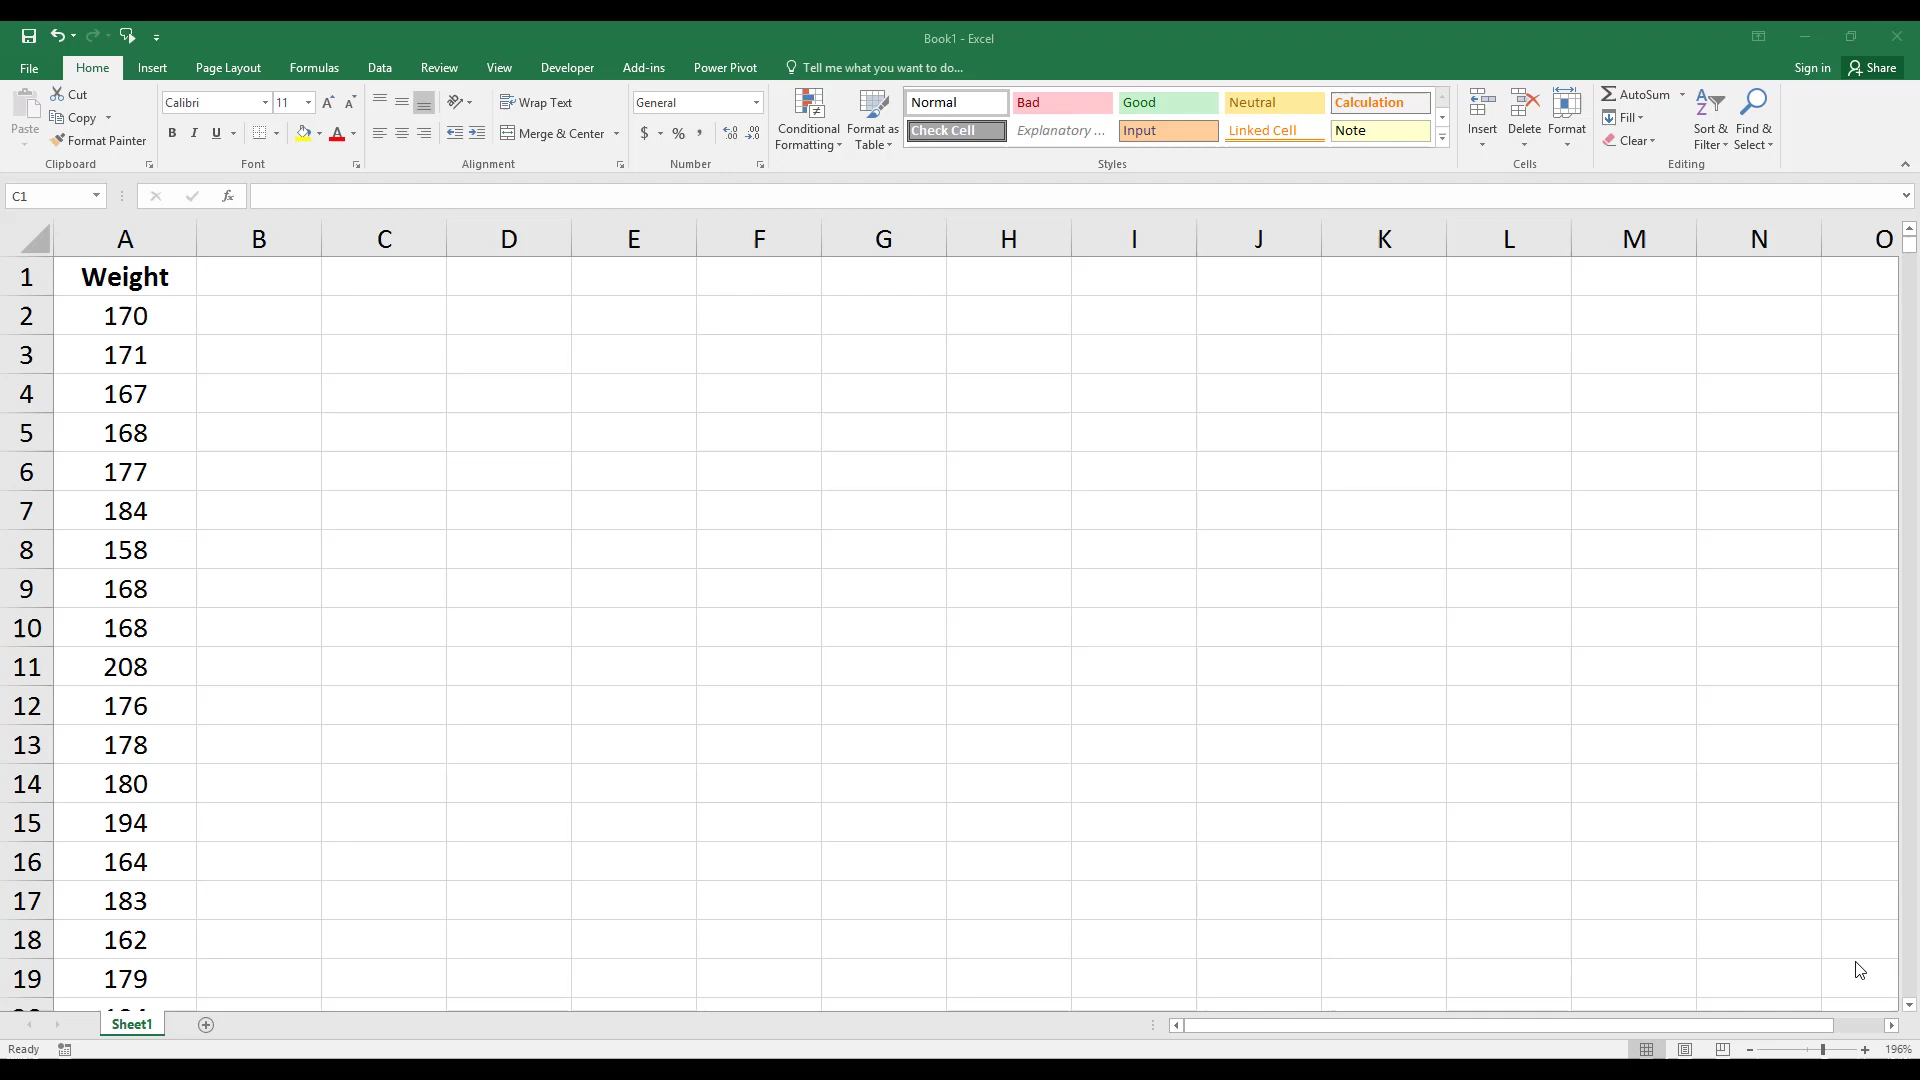 Book1 - Excel
File Home Insert Page Layout Formulas Data Review View Developer Add-ins Power Pivot Tell me what you want to do... Sign in Share
Paste
Cut
Copy
Format Painter
Clipboard
Calibri 11
B I U
Font
Wrap Text
Merge & Center
Alignment
General
$ % ,
Number
Conditional Formatting
Format as Table
Normal Bad Good Neutral Calculation
Check Cell Explanatory ... Input Linked Cell Note
Styles
Insert Delete Format
Cells
AutoSum
Fill
Clear
Sort & Filter
Find & Select
Editing
C1 fx
A B C D E F G H I J K L M N O
1 Weight
2 170
3 171
4 167
5 168
6 177
7 184
8 158
9 168
10 168
11 208
12 176
13 178
14 180
15 194
16 164
17 183
18 162
19 179
Sheet1
Ready 196%